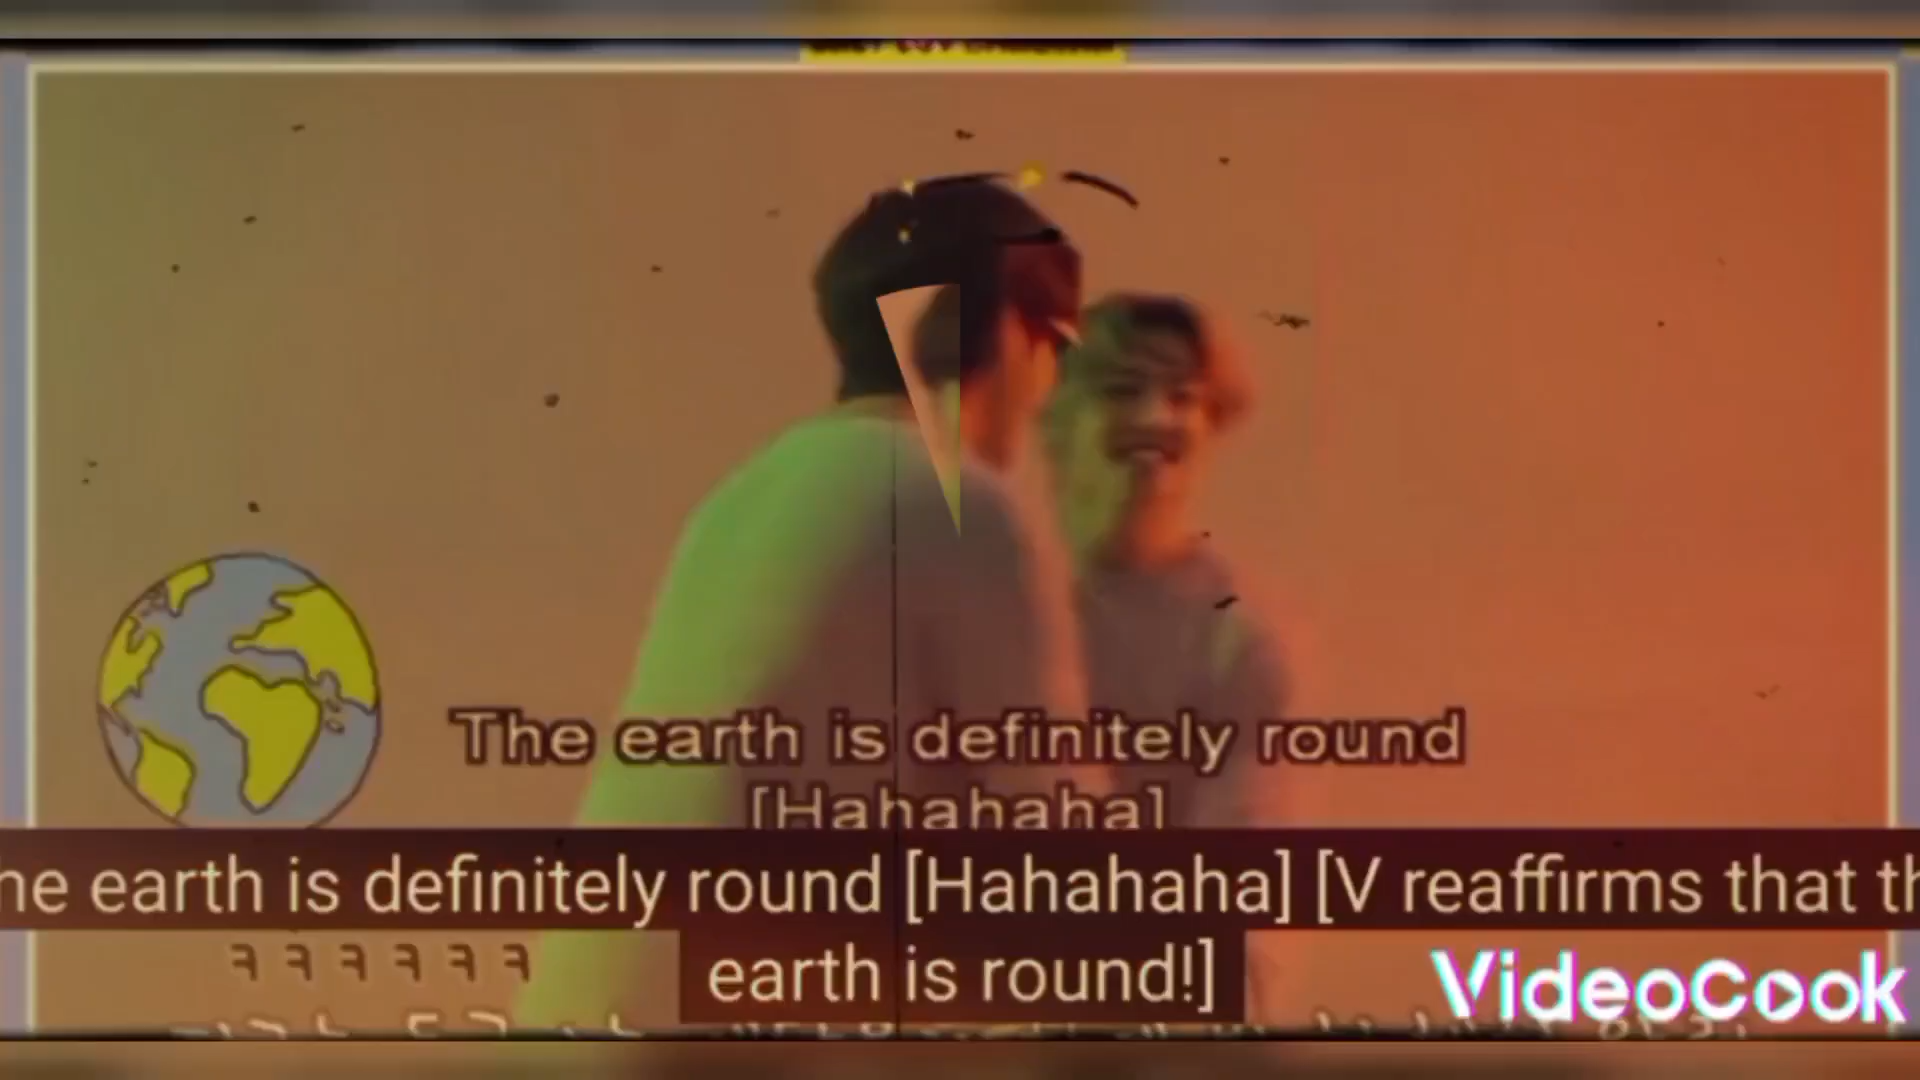 The earth is definitely round
[Hahahaha]
he earth is definitely round [Hahahaha] [V reaffirms that th
earth is round!]
ㅋㅋㅋㅋㅋㅋ
VideoCook